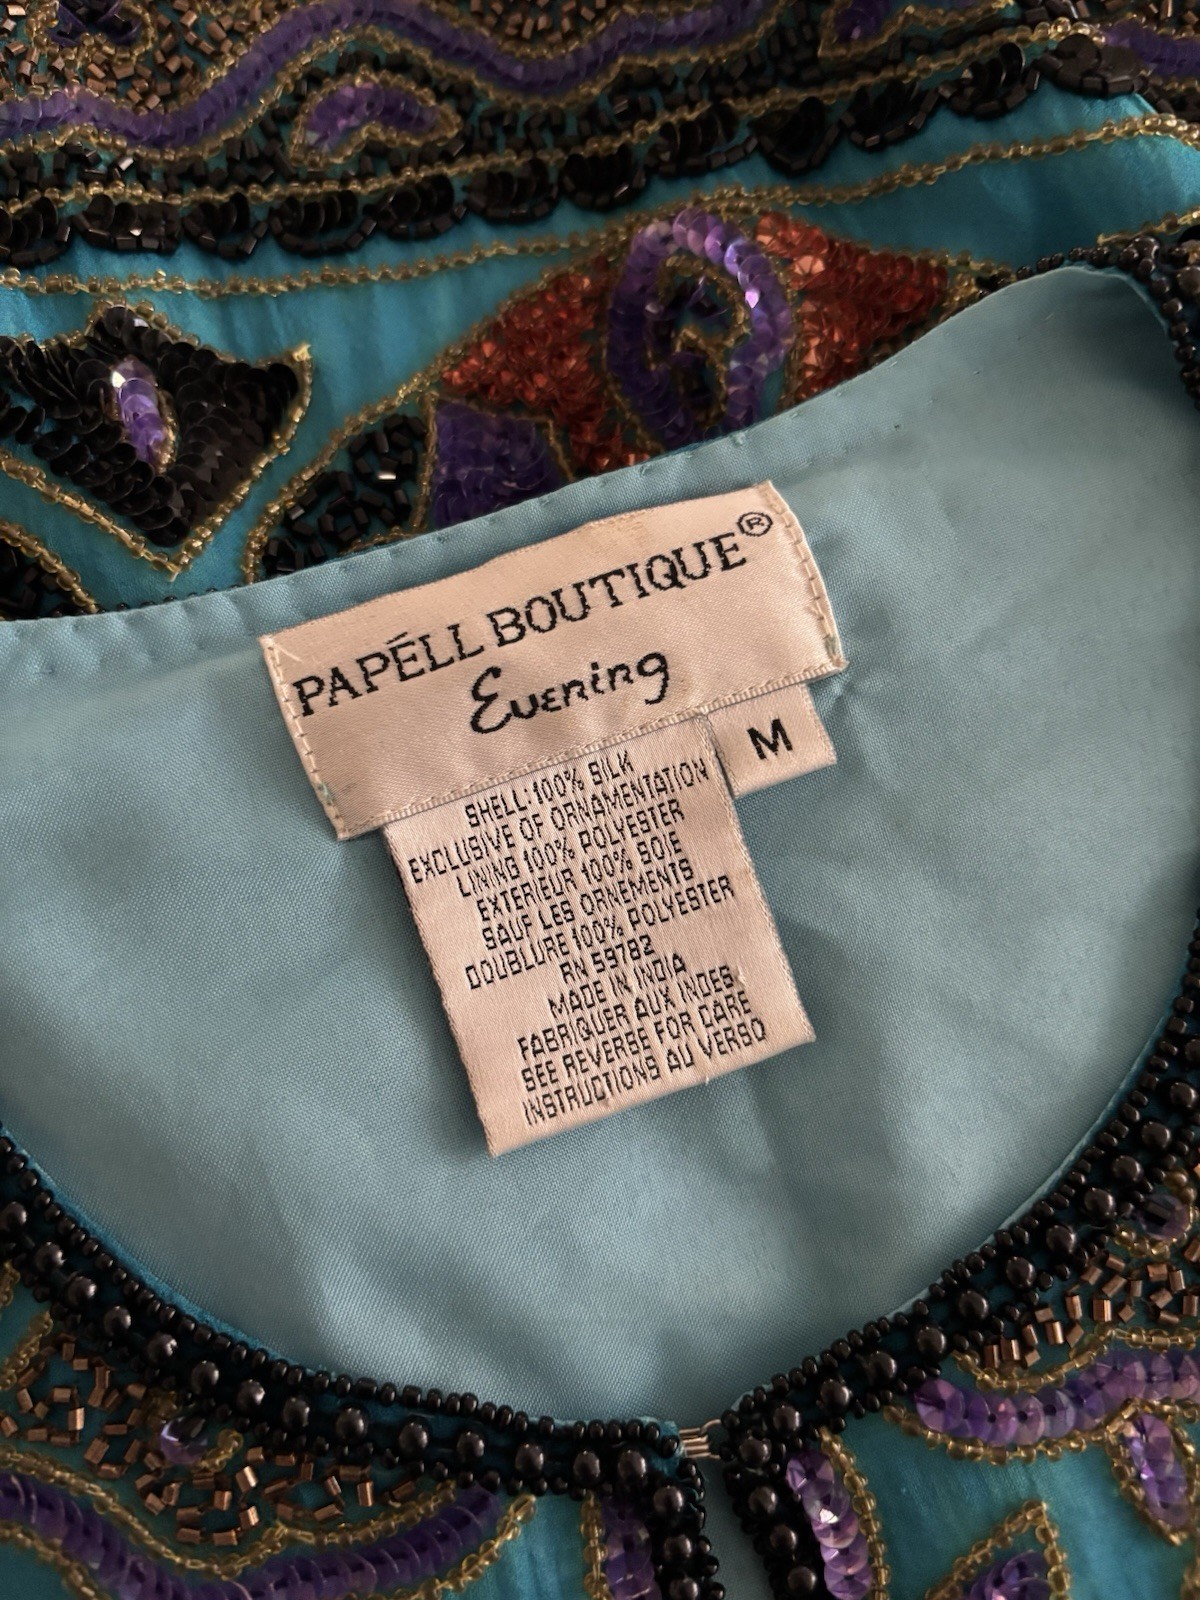 PAPÉLL BOUTIQUE®
Evening
M
SHELL:100% SILK
EXCLUSIVE OF ORNAMENTATION
LINING 100% POLYESTER
EXTERIEUR 100% SOIE
SAUF LES ORNEMENTS
DOUBLURE 100% POLYESTER
RN 59782
MADE IN INDIA
FABRIQUER AUX INDES
SEE REVERSE FOR CARE
INSTRUCTIONS AU VERSO